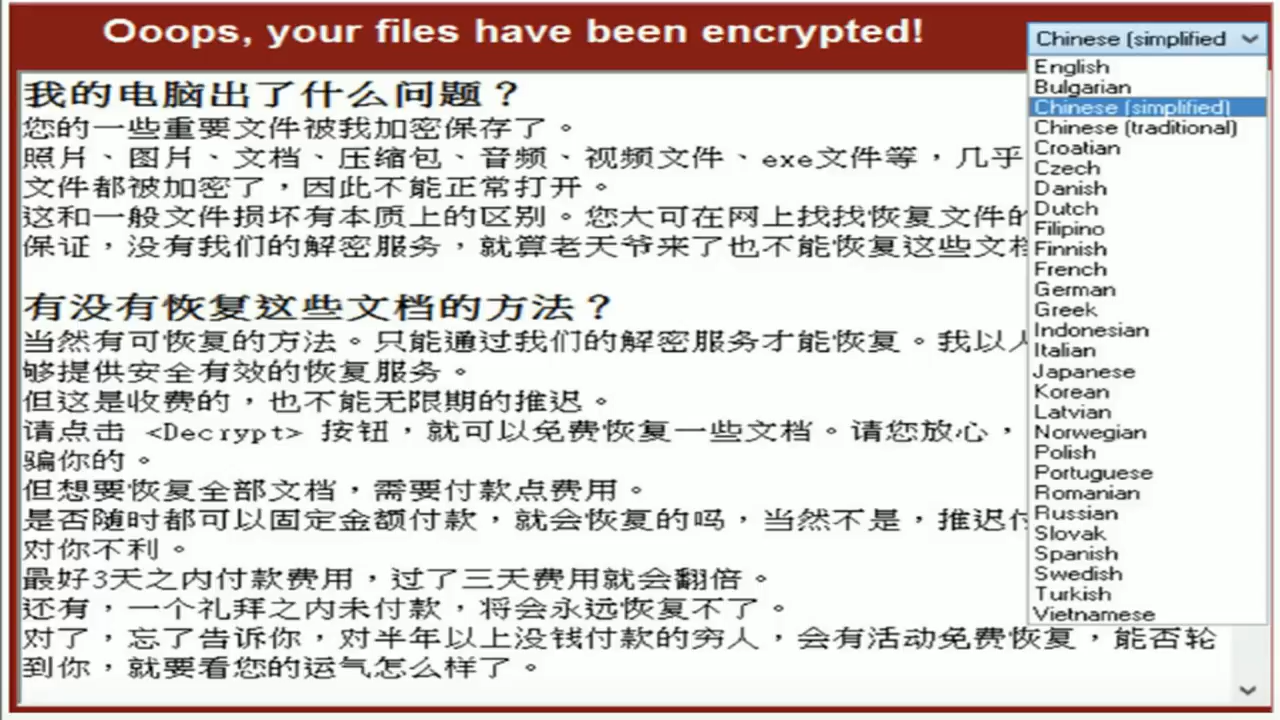 Ooops, your files have been encrypted!
Chinese (simplified
我的电脑出了什么问题？
您的一些重要文件被我加密保存了。
照片、图片、文档、压缩包、音频、视频文件、exe文件等，几乎
文件都被加密了，因此不能正常打开。
这和一般文件损坏有本质上的区别。您大可在网上找找恢复文件的
保证，没有我们的解密服务，就算老天爷来了也不能恢复这些文档
有没有恢复这些文档的方法？
当然有可恢复的方法。只能通过我们的解密服务才能恢复。我以人
够提供安全有效的恢复服务。
但这是收费的，也不能无限期的推迟。
请点击 <Decrypt> 按钮，就可以免费恢复一些文档。请您放心，
骗你的。
但想要恢复全部文档，需要付款点费用。
是否随时都可以固定金额付款，就会恢复的吗，当然不是，推迟付
对你不利。
最好3天之内付款费用，过了三天费用就会翻倍。
还有，一个礼拜之内未付款，将会永远恢复不了。
对了，忘了告诉你，对半年以上没钱付款的穷人，会有活动免费恢复，能否轮
到你，就要看您的运气怎么样了。
English
Bulgarian
Chinese (simplified)
Chinese (traditional)
Croatian
Czech
Danish
Dutch
Filipino
Finnish
French
German
Greek
Indonesian
Italian
Japanese
Korean
Latvian
Norwegian
Polish
Portuguese
Romanian
Russian
Slovak
Spanish
Swedish
Turkish
Vietnamese